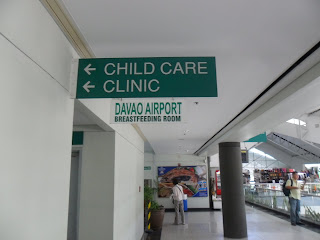 ← CHILD CARE
← CLINIC
DAVAO AIRPORT
BREASTFEEDING ROOM